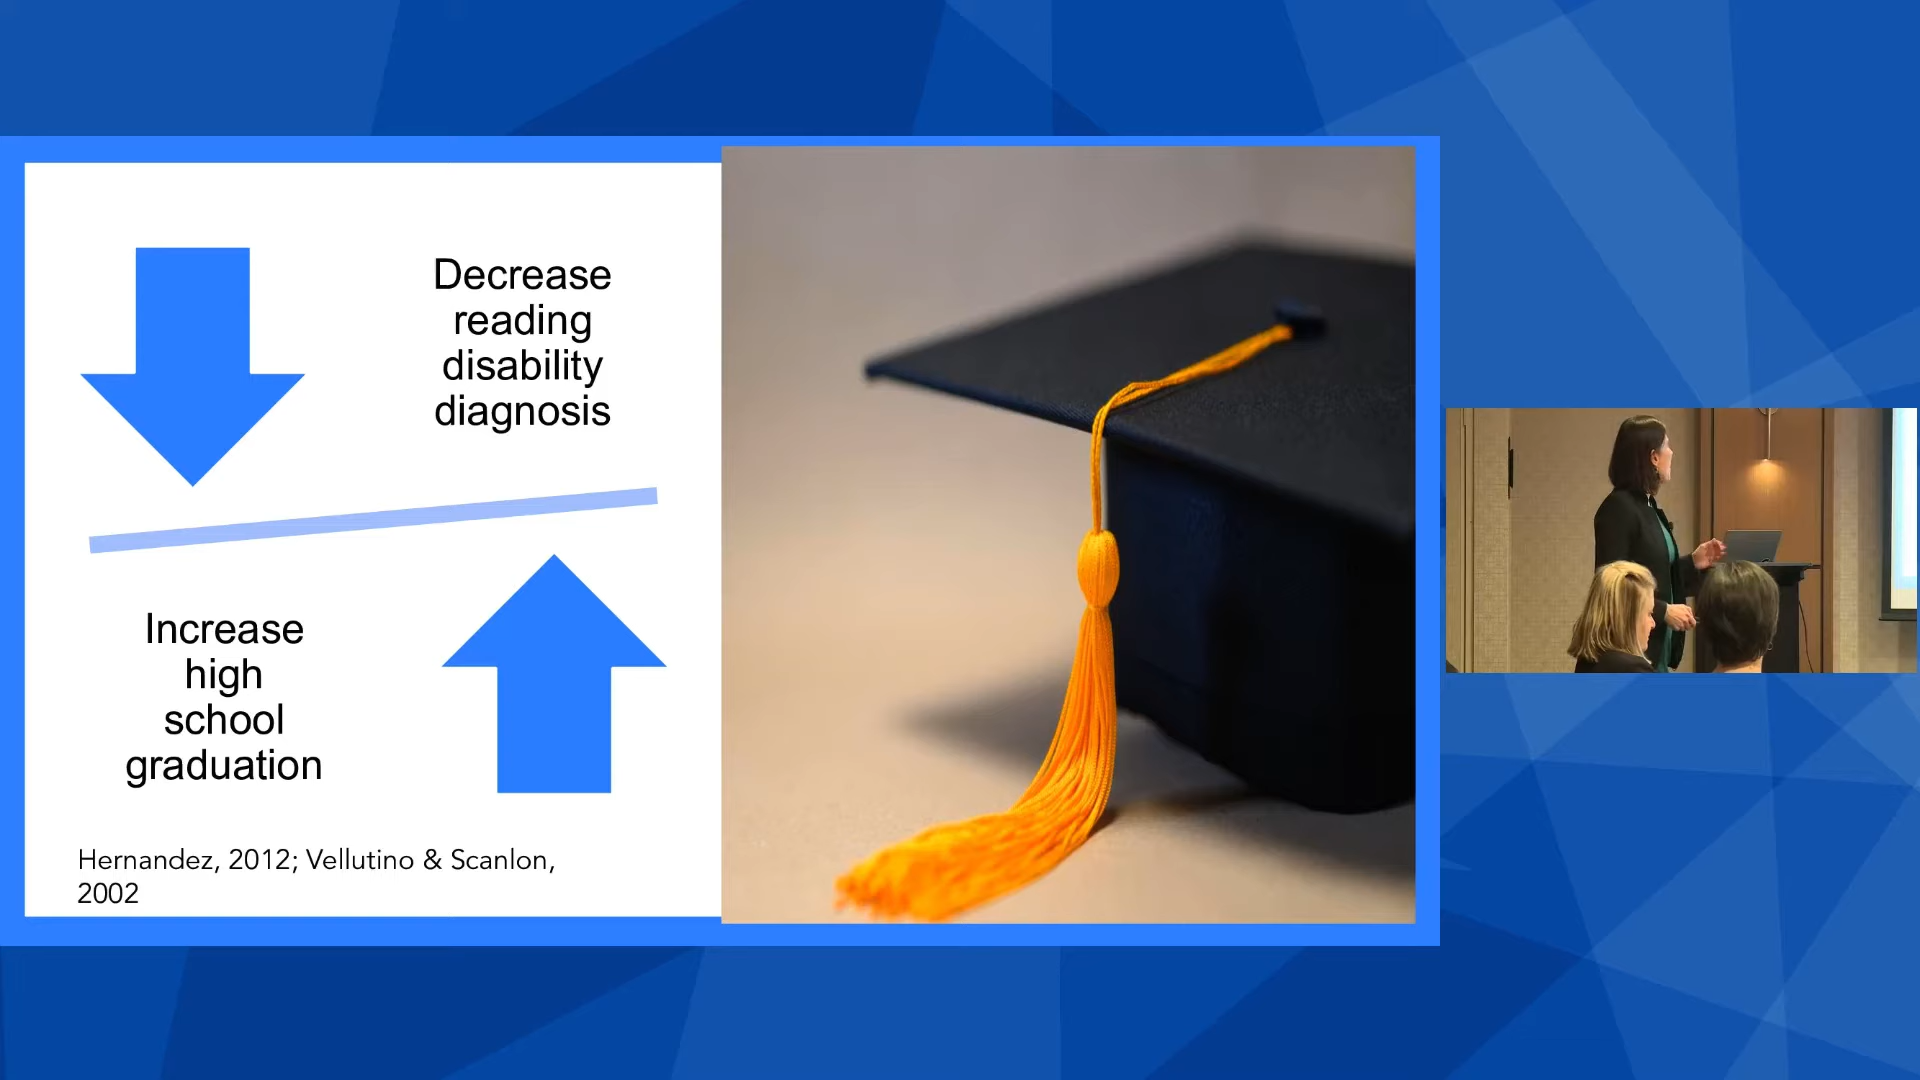 Decrease
reading
disability
diagnosis
Increase
high
school
graduation
Hernandez, 2012; Vellutino & Scanlon,
2002